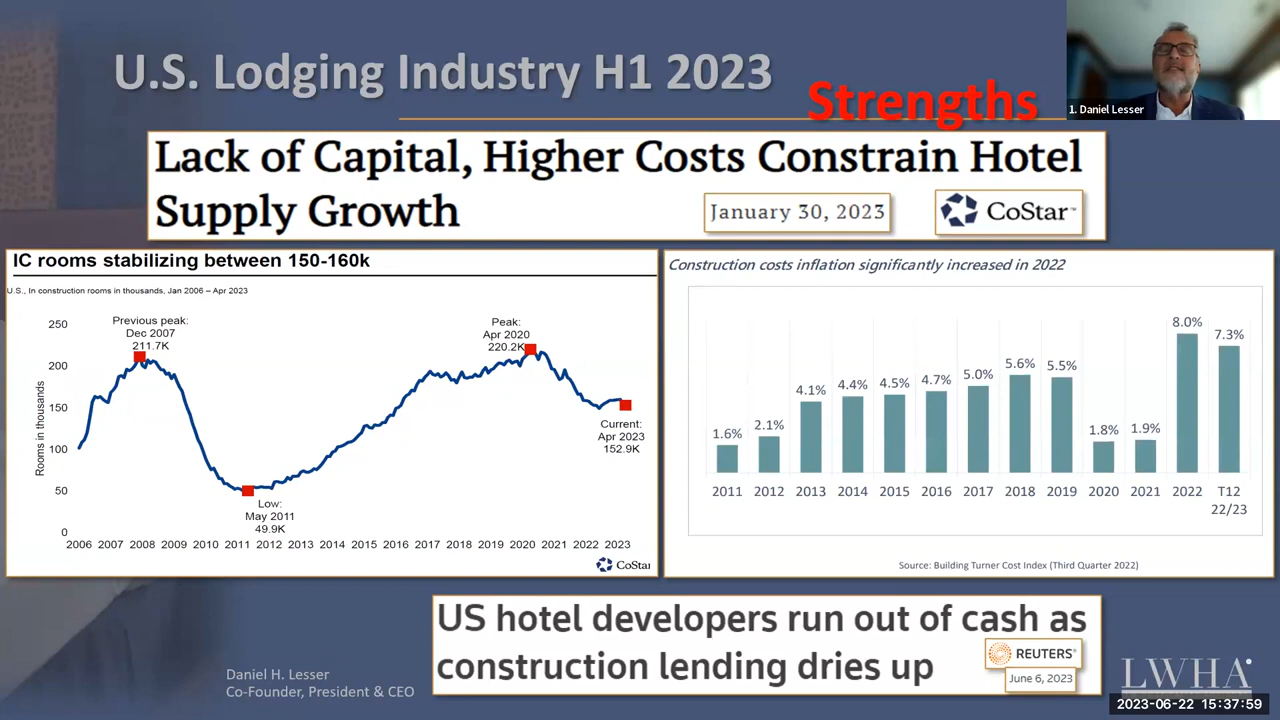 U.S. Lodging Industry H1 2023
Strengths
1. Daniel Lesser
Lack of Capital, Higher Costs Constrain Hotel
Supply Growth
January 30, 2023
CoStar™
IC rooms stabilizing between 150-160k
U.S., In construction rooms in thousands, Jan 2006 – Apr 2023
Rooms in thousands
250
200
150
100
50
0
Previous peak:
Dec 2007
211.7K
Low:
May 2011
49.9K
Peak:
Apr 2020
220.2K
Current:
Apr 2023
152.9K
2006 2007 2008 2009 2010 2011 2012 2013 2014 2015 2016 2017 2018 2019 2020 2021 2022 2023
CoStar
Construction costs inflation significantly increased in 2022
1.6% 2.1% 4.1% 4.4% 4.5% 4.7% 5.0% 5.6% 5.5% 1.8% 1.9% 8.0% 7.3%
2011 2012 2013 2014 2015 2016 2017 2018 2019 2020 2021 2022 T12
22/23
Source: Building Turner Cost Index (Third Quarter 2022)
US hotel developers run out of cash as
construction lending dries up
REUTERS®
June 6, 2023
Daniel H. Lesser
Co-Founder, President & CEO
LWHA
2023-06-22 15:37:59